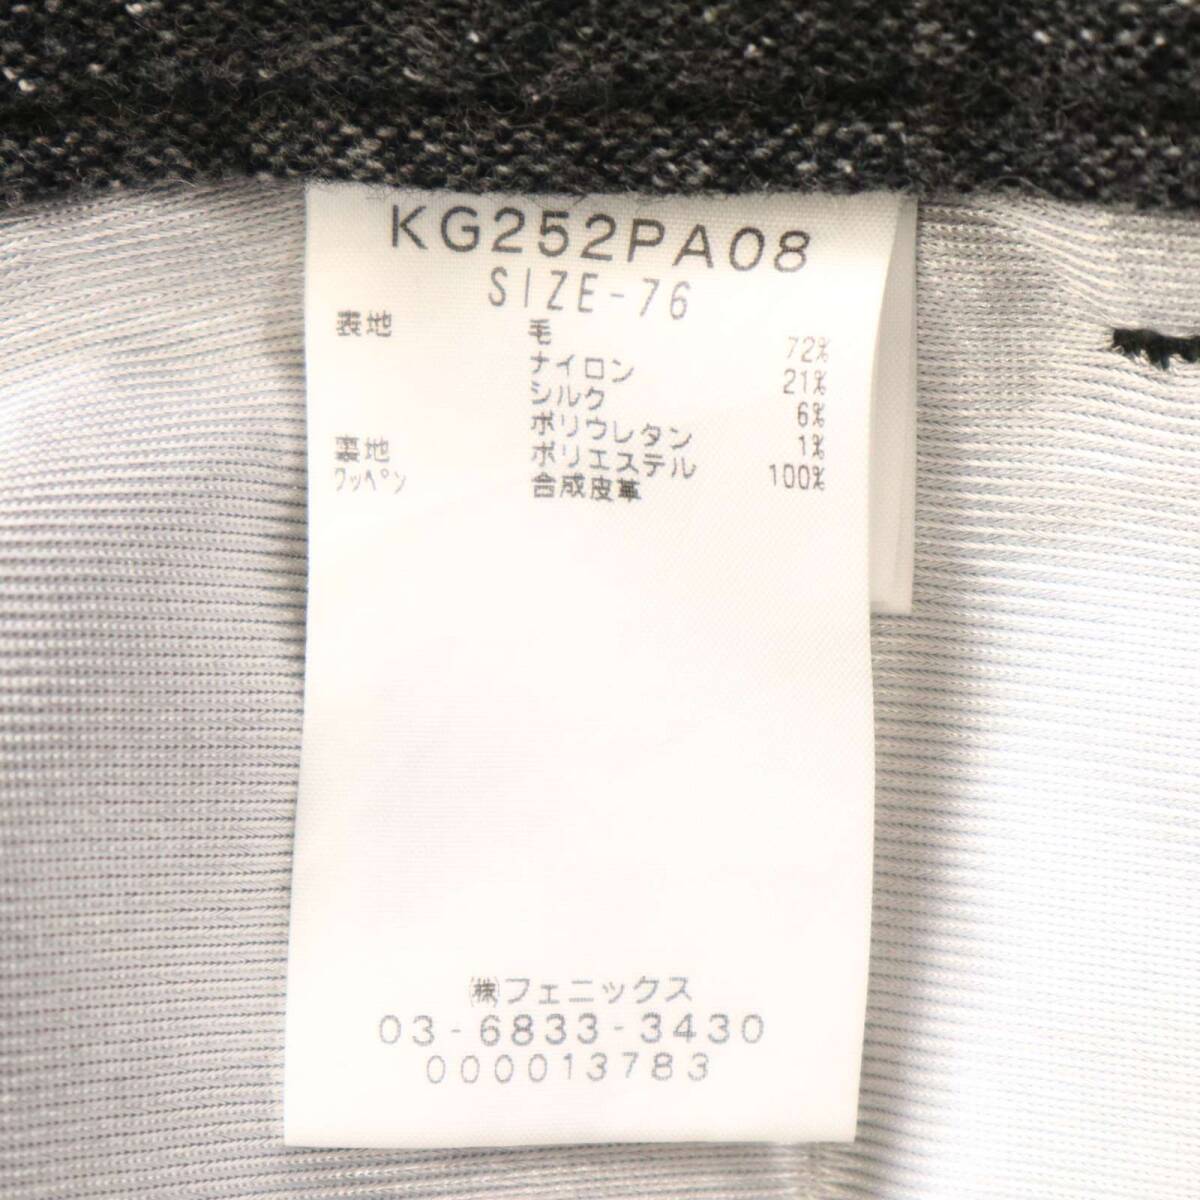 KG252PA08
SIZE-76
表地 毛 72%
ナイロン 21%
シルク 6%
ポリウレタン 1%
裏地 ポリエステル 100%
ワッペン 合成皮革
㈱フェニックス
03-6833-3430
000013783